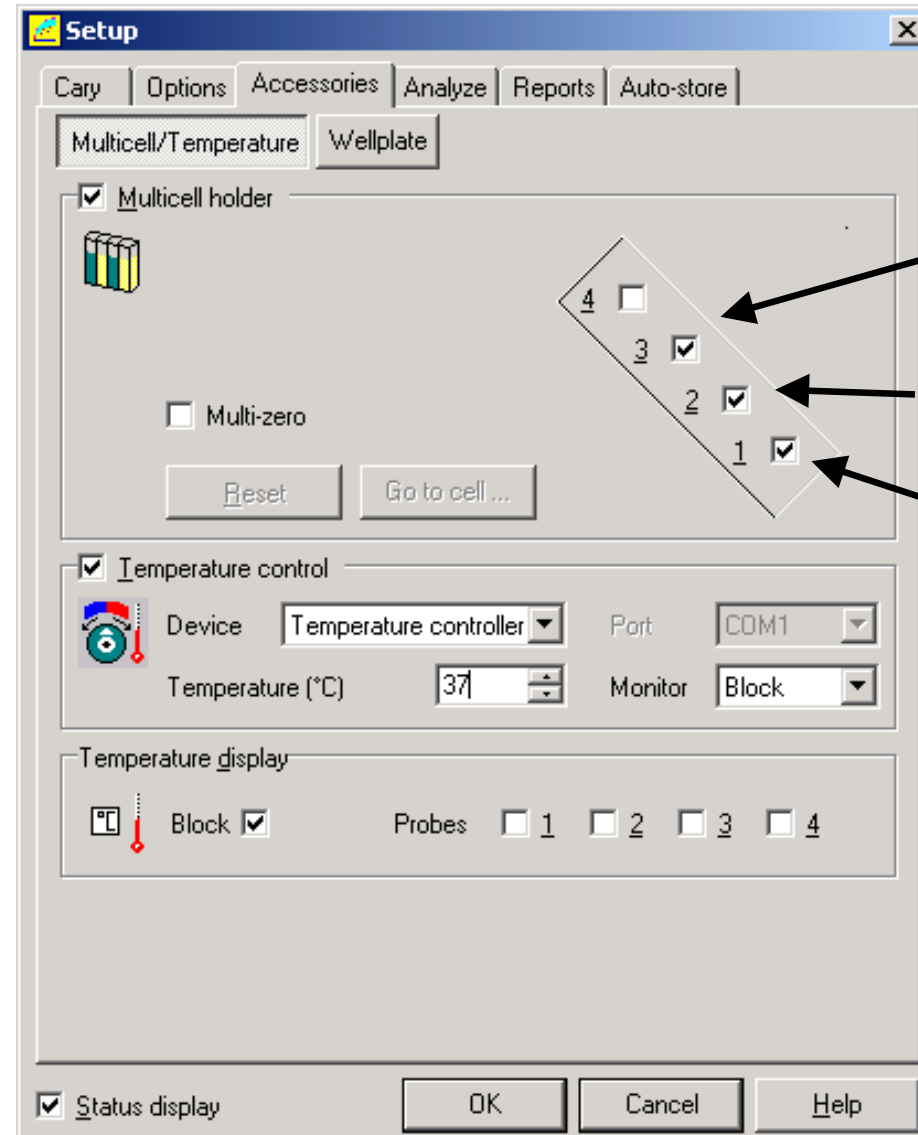 Setup
Cary Options Accessories Analyze Reports Auto-store
Multicell/Temperature Wellplate
Multicell holder
4
3
2
1
Multi-zero
Reset Go to cell ...
Temperature control
Device Temperature controller Port COM1
Temperature (°C) 37 Monitor Block
Temperature display
°C Block Probes 1 2 3 4
Status display OK Cancel Help